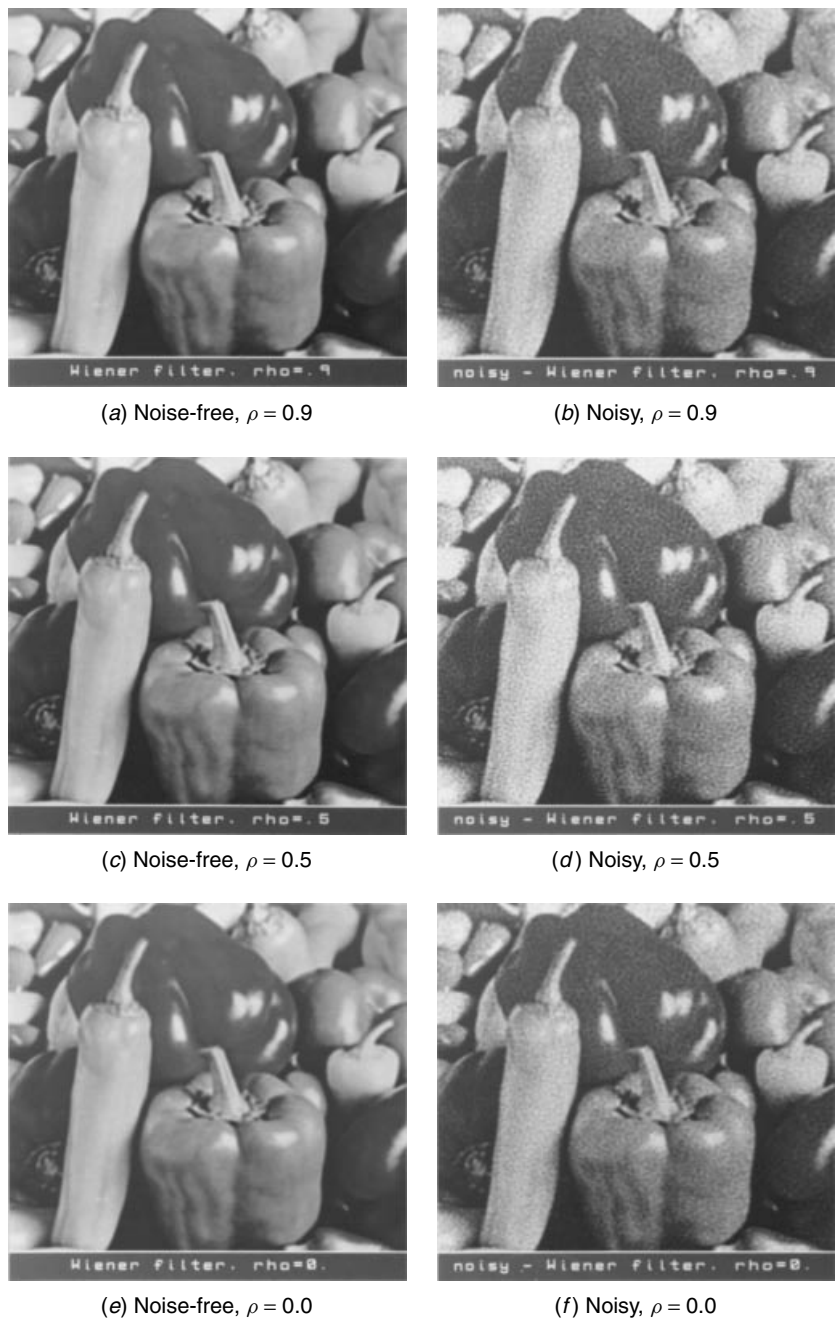 Wiener filter. rho=.9
noisy - Wiener filter. rho=.9
(a) Noise-free, ρ = 0.9
(b) Noisy, ρ = 0.9
Wiener filter. rho=.5
noisy - Wiener filter. rho=.5
(c) Noise-free, ρ = 0.5
(d) Noisy, ρ = 0.5
Wiener filter. rho=0.
noisy - Wiener filter. rho=0.
(e) Noise-free, ρ = 0.0
(f) Noisy, ρ = 0.0